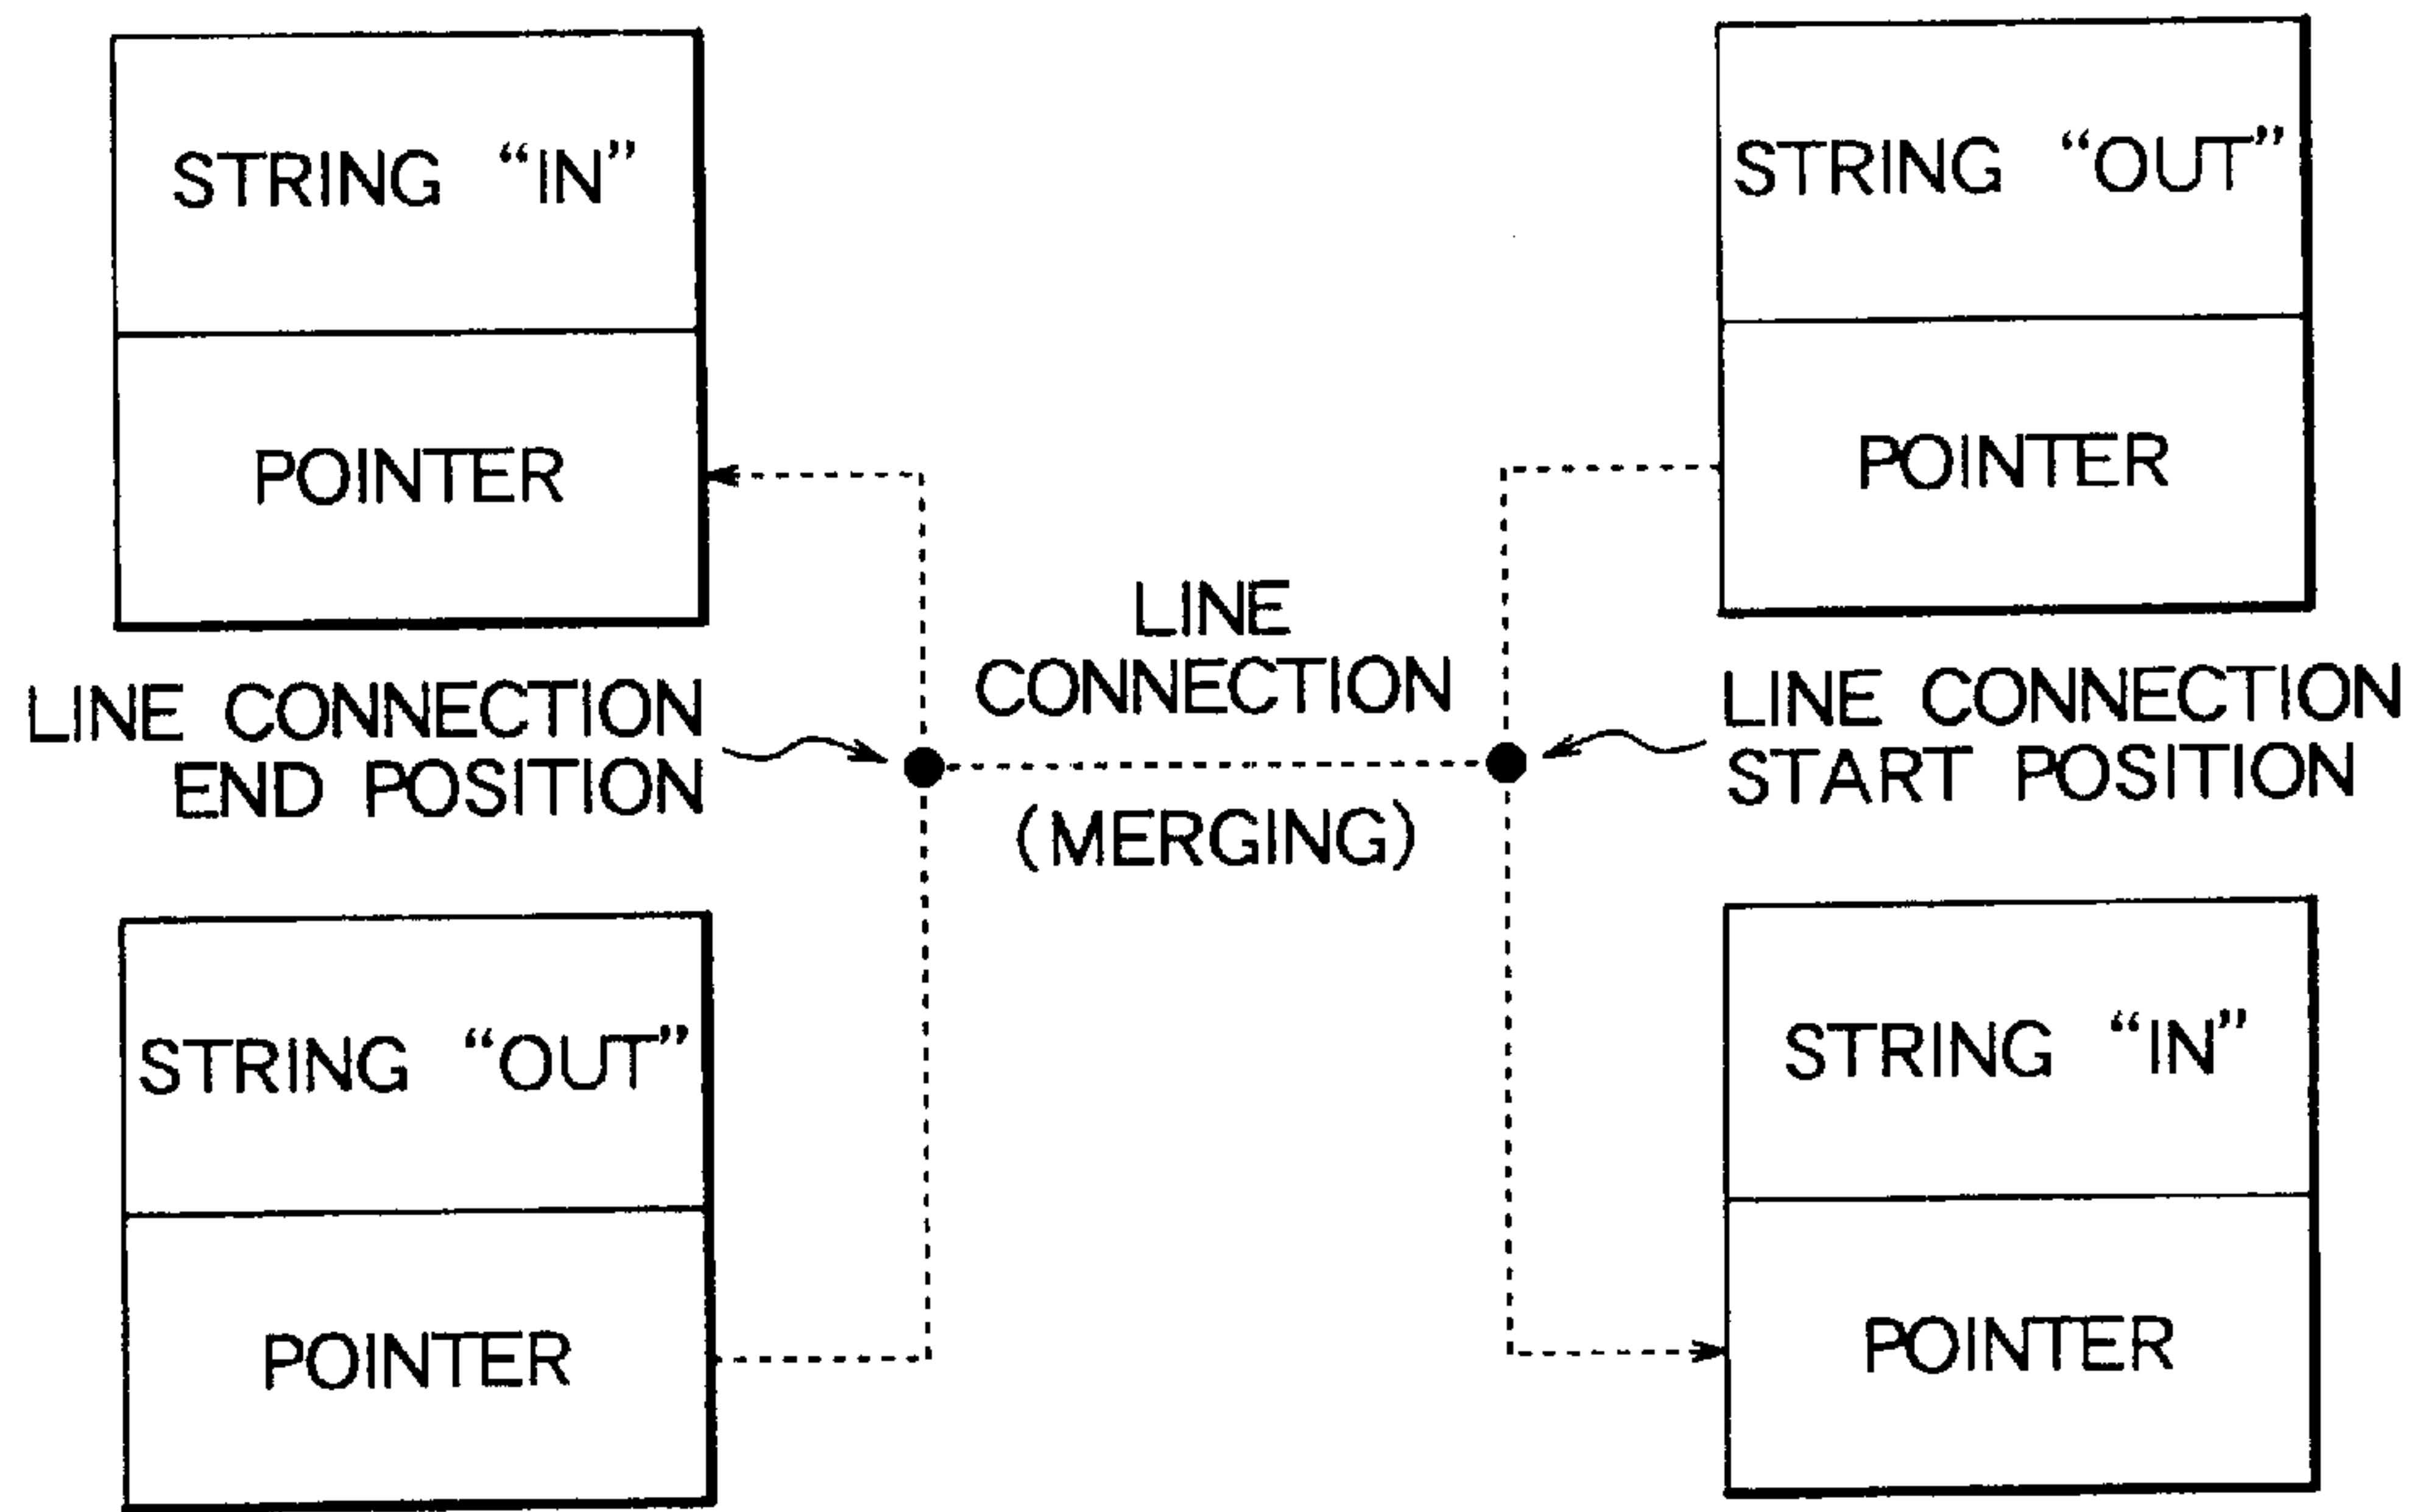 STRING “IN”
POINTER
STRING “OUT”
POINTER
LINE CONNECTION
END POSITION
LINE
CONNECTION
(MERGING)
LINE CONNECTION
START POSITION
STRING “OUT”
POINTER
STRING “IN”
POINTER